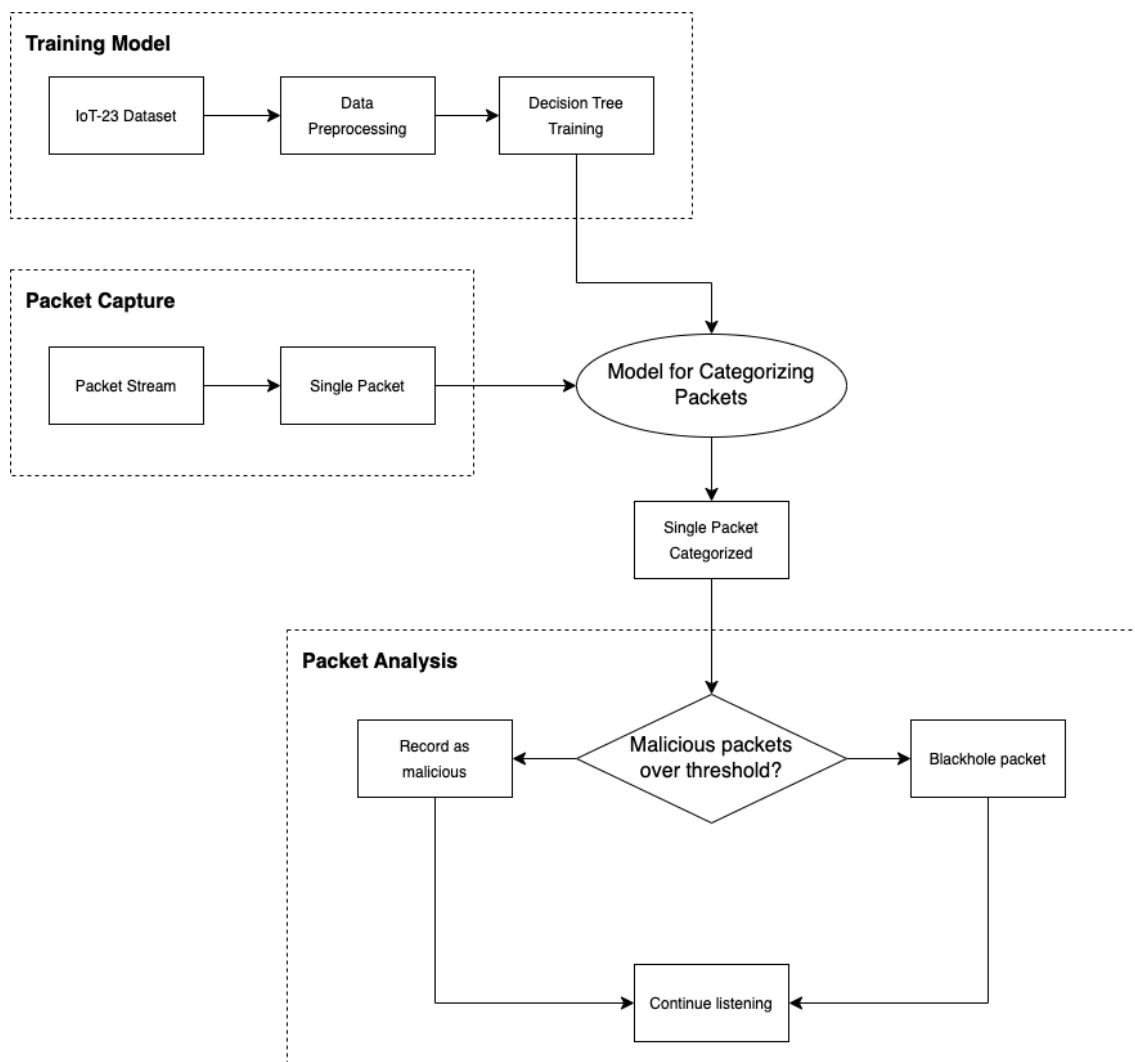 Training Model
IoT-23 Dataset
Data
Preprocessing
Decision Tree
Training
Packet Capture
Packet Stream
Single Packet
Model for Categorizing
Packets
Single Packet
Categorized
Packet Analysis
Record as
malicious
Malicious packets
over threshold?
Blackhole packet
Continue listening